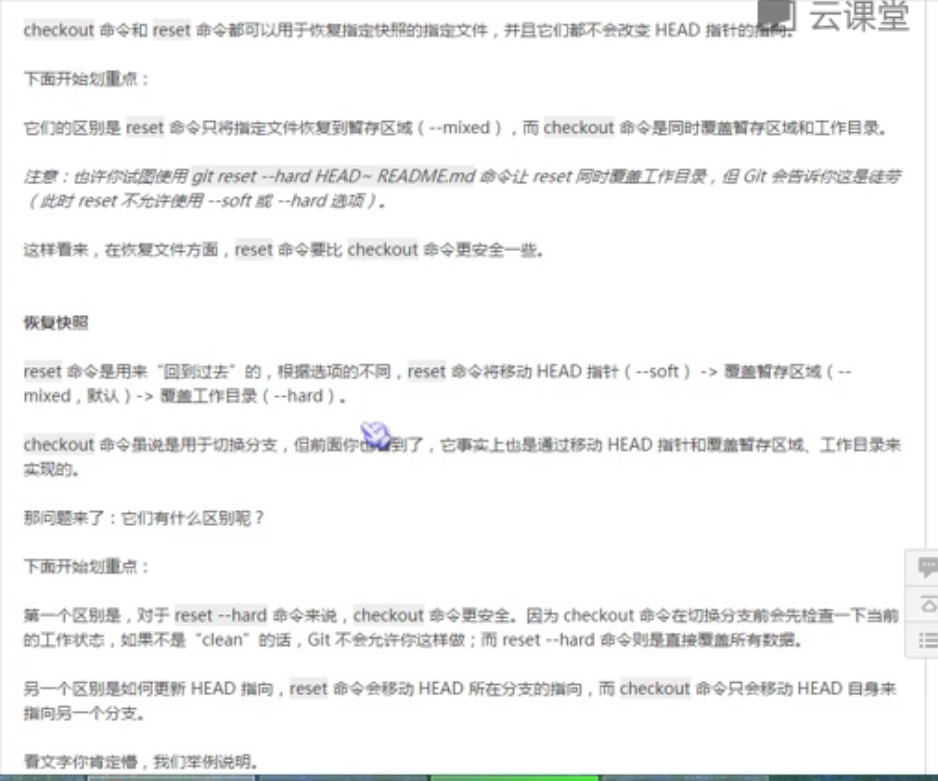 云课堂
checkout 命令和 reset 命令都可以用于恢复指定快照的指定文件，并且它们都不会改变 HEAD 指针的指向。
下面开始划重点：
它们的区别是 reset 命令只将指定文件恢复到暂存区域（--mixed），而 checkout 命令是同时覆盖暂存区域和工作目录。
注意：也许你试图使用 git reset --hard HEAD~ README.md 命令让 reset 同时覆盖工作目录，但 Git 会告诉你这是徒劳
（此时 reset 不允许使用 --soft 或 --hard 选项）。
这样看来，在恢复文件方面，reset 命令要比 checkout 命令更安全一些。
恢复快照
reset 命令是用来“回到过去”的，根据选项的不同，reset 命令将移动 HEAD 指针（--soft） -> 覆盖暂存区域（--
mixed，默认）-> 覆盖工作目录（--hard）。
checkout 命令虽说是用于切换分支，但前面你也看到了，它事实上也是通过移动 HEAD 指针和覆盖暂存区域、工作目录来
实现的。
那问题来了：它们有什么区别呢？
下面开始划重点：
第一个区别是，对于 reset --hard 命令来说，checkout 命令更安全。因为 checkout 命令在切换分支前会先检查一下当前
的工作状态，如果不是“clean”的话，Git 不会允许你这样做；而 reset --hard 命令则是直接覆盖所有数据。
另一个区别是如何更新 HEAD 指向，reset 命令会移动 HEAD 所在分支的指向，而 checkout 命令只会移动 HEAD 自身来
指向另一个分支。
看文字你肯定懵，我们举例说明。